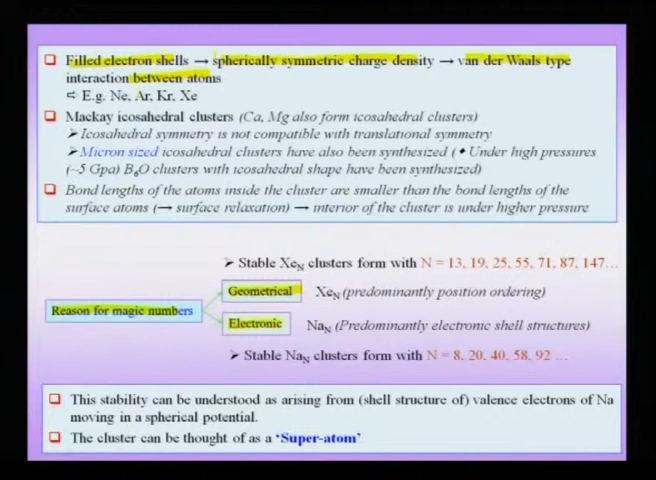 Filled electron shells → spherically symmetric charge density → van der Waals type
interaction between atoms
⇨ E.g. Ne, Ar, Kr, Xe
Mackay icosahedral clusters (Ca, Mg also form icosahedral clusters)
➤ Icosahedral symmetry is not compatible with translational symmetry
➤ Micron sized icosahedral clusters have also been synthesized (♦ Under high pressures
(~5 Gpa) B₆O clusters with icosahedral shape have been synthesized)
Bond lengths of the atoms inside the cluster are smaller than the bond lengths of the
surface atoms (→ surface relaxation) → interior of the cluster is under higher pressure
➤ Stable Xe_N clusters form with N = 13, 19, 25, 55, 71, 87, 147...
Geometrical Xe_N (predominantly position ordering)
Reason for magic numbers
Electronic Na_N (Predominantly electronic shell structures)
➤ Stable Na_N clusters form with N = 8, 20, 40, 58, 92 ...
This stability can be understood as arising from (shell structure of) valence electrons of Na
moving in a spherical potential.
The cluster can be thought of as a 'Super-atom'